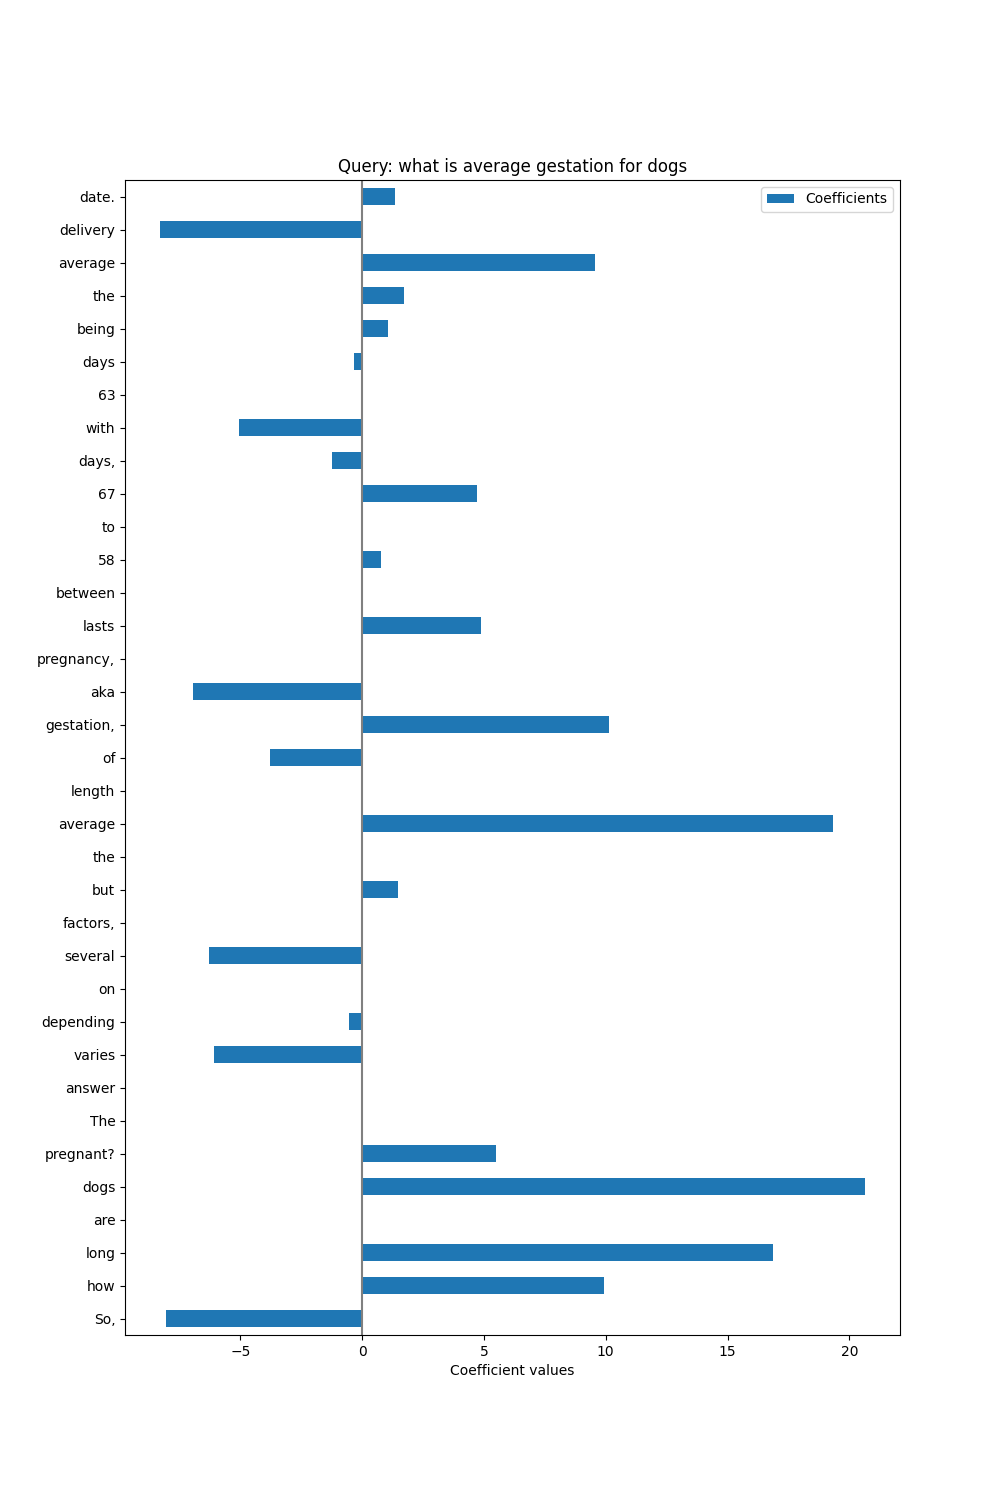 Query: what is average gestation for dogs
Coefficients
date.
delivery
average
the
being
days
63
with
days,
67
to
58
between
lasts
pregnancy,
aka
gestation,
of
length
average
the
but
factors,
several
on
depending
varies
answer
The
pregnant?
dogs
are
long
how
So,
−5 0 5 10 15 20
Coefficient values